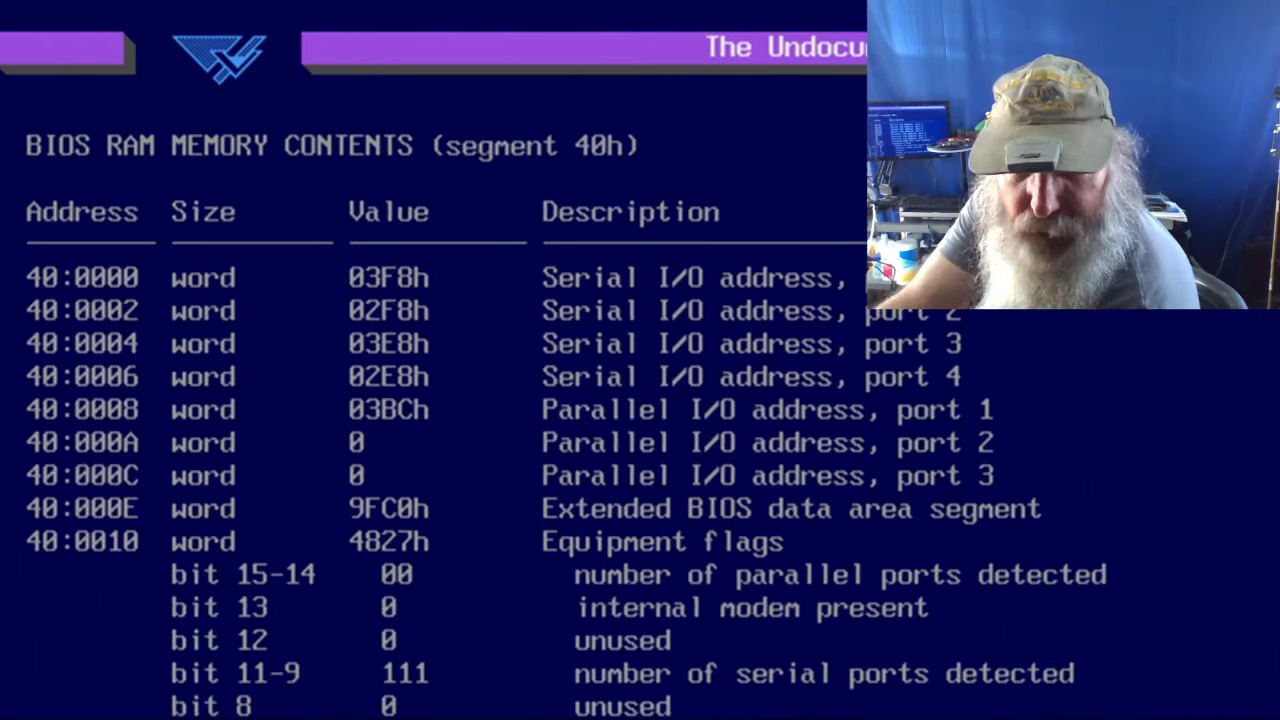 The Undocu
BIOS RAM MEMORY CONTENTS (segment 40h)
Address Size Value Description
40:0000 word 03F8h Serial I/O address,
40:0002 word 02F8h Serial I/O address, port 2
40:0004 word 03E8h Serial I/O address, port 3
40:0006 word 02E8h Serial I/O address, port 4
40:0008 word 03BCh Parallel I/O address, port 1
40:000A word 0 Parallel I/O address, port 2
40:000C word 0 Parallel I/O address, port 3
40:000E word 9FC0h Extended BIOS data area segment
40:0010 word 4827h Equipment flags
bit 15-14 00 number of parallel ports detected
bit 13 0 internal modem present
bit 12 0 unused
bit 11-9 111 number of serial ports detected
bit 8 0 unused